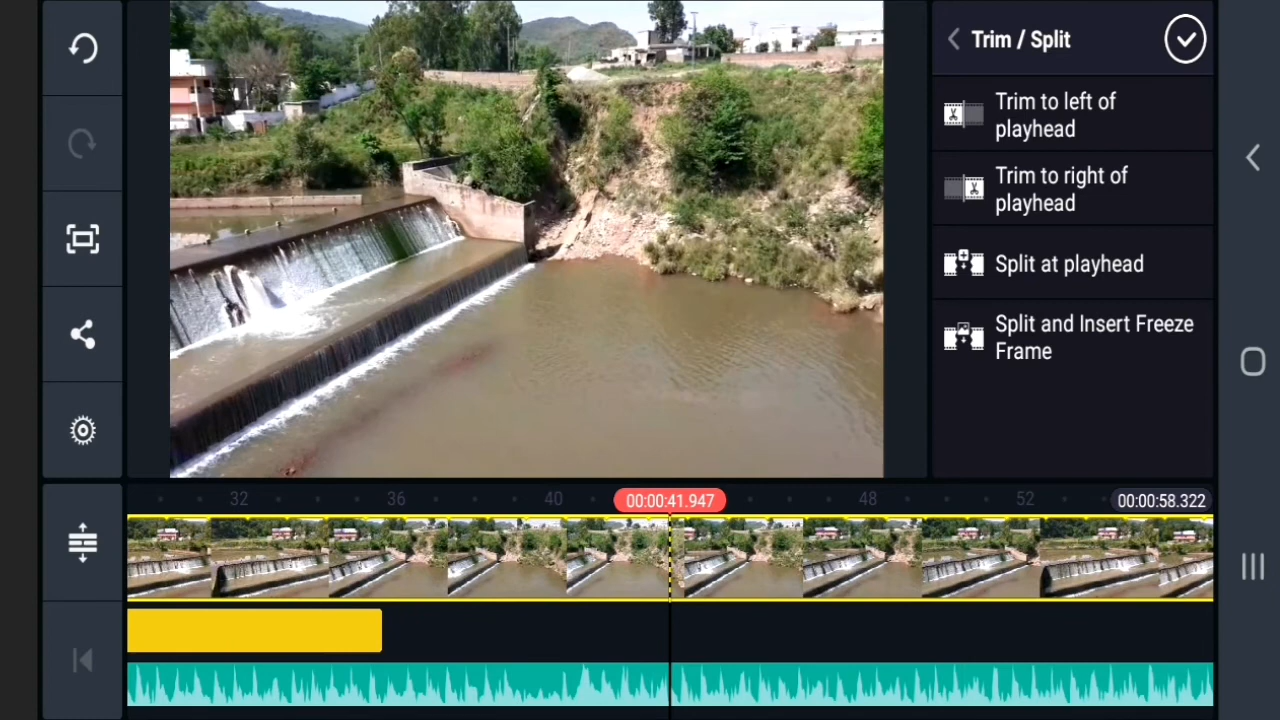 Trim / Split
Trim to left of
playhead
Trim to right of
playhead
Split at playhead
Split and Insert Freeze
Frame
32 36 40 00:00:41.947 48 52 00:00:58.322